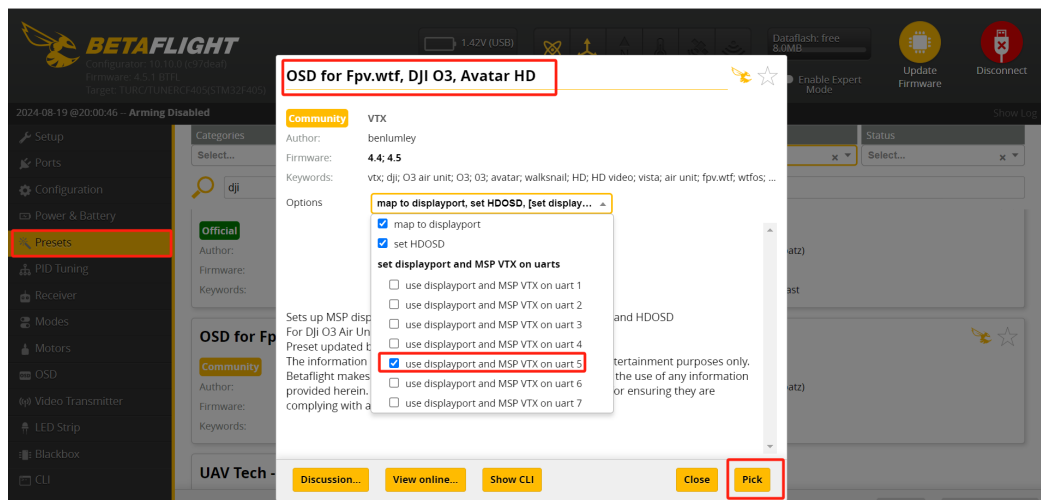 BETAFLIGHT
Configurator: 10.10.0 (c97deaf)
Firmware: 4.5.1 BTFL
Target: TURC/TUNERCF405(STM32F405)
1.42V (USB)
Dataflash: free
8.0MB
Enable Expert
Mode
Update
Firmware
Disconnect
2024-08-19 @20:00:46 – Arming Disabled
Show Log
Setup
Ports
Configuration
Power & Battery
Presets
PID Tuning
Receiver
Modes
Motors
OSD
Video Transmitter
LED Strip
Blackbox
CLI
Categories
Select...
Status
Select...
dji
Official
Author:
Firmware:
Keywords:
OSD for Fp
Community
Author:
Firmware:
Keywords:
UAV Tech -
OSD for Fpv.wtf, DJI O3, Avatar HD
Community VTX
Author: benlumley
Firmware: 4.4; 4.5
Keywords: vtx; dji; O3 air unit; O3; 03; avatar; walksnail; HD; HD video; vista; air unit; fpv.wtf; wtfos; ...
Options map to displayport, set HDOSD, [set display...
map to displayport
set HDOSD
set displayport and MSP VTX on uarts
use displayport and MSP VTX on uart 1
use displayport and MSP VTX on uart 2
use displayport and MSP VTX on uart 3
use displayport and MSP VTX on uart 4
use displayport and MSP VTX on uart 5
use displayport and MSP VTX on uart 6
use displayport and MSP VTX on uart 7
Sets up MSP disp and HDOSD
For DJi O3 Air Un
Preset updated b
The information tertainment purposes only.
Betaflight makes the use of any information
provided herein. or ensuring they are
complying with a
atz)
ast
atz)
Discussion...
View online...
Show CLI
Close
Pick